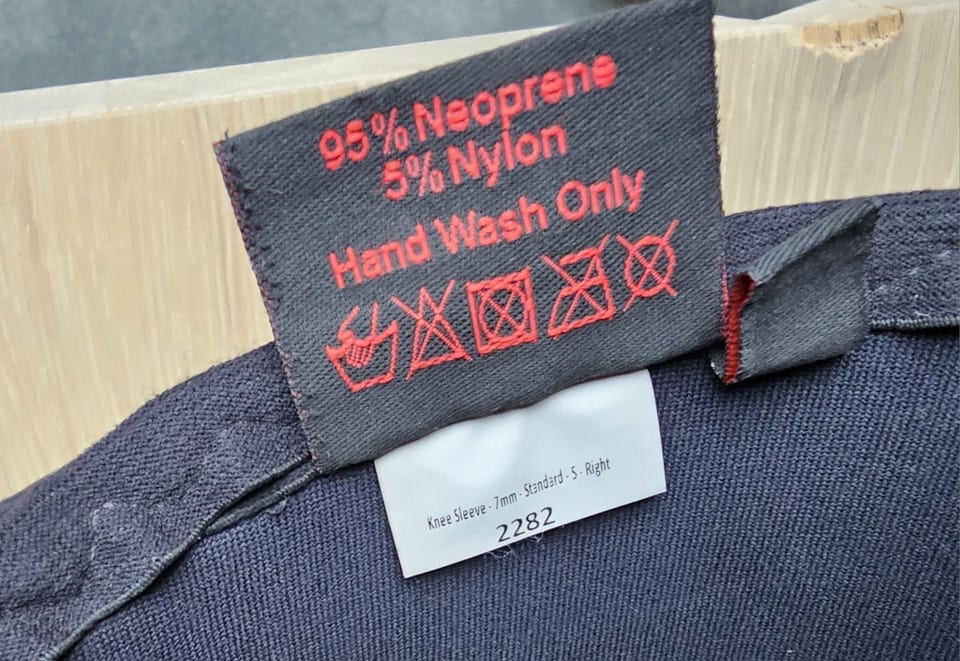 95% Neoprene
5% Nylon
Hand Wash Only
Knee Sleeve - 7mm - Standard - S - Right
2282